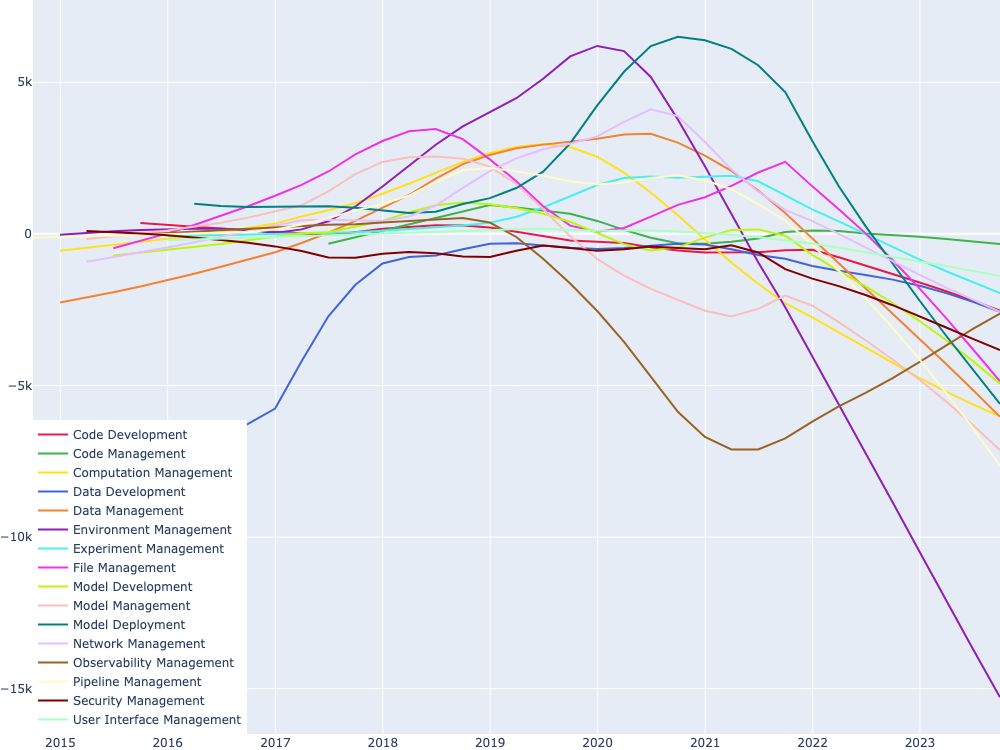 5k
0
−5k
−10k
−15k
Code Development
Code Management
Computation Management
Data Development
Data Management
Environment Management
Experiment Management
File Management
Model Development
Model Management
Model Deployment
Network Management
Observability Management
Pipeline Management
Security Management
User Interface Management
2015 2016 2017 2018 2019 2020 2021 2022 2023